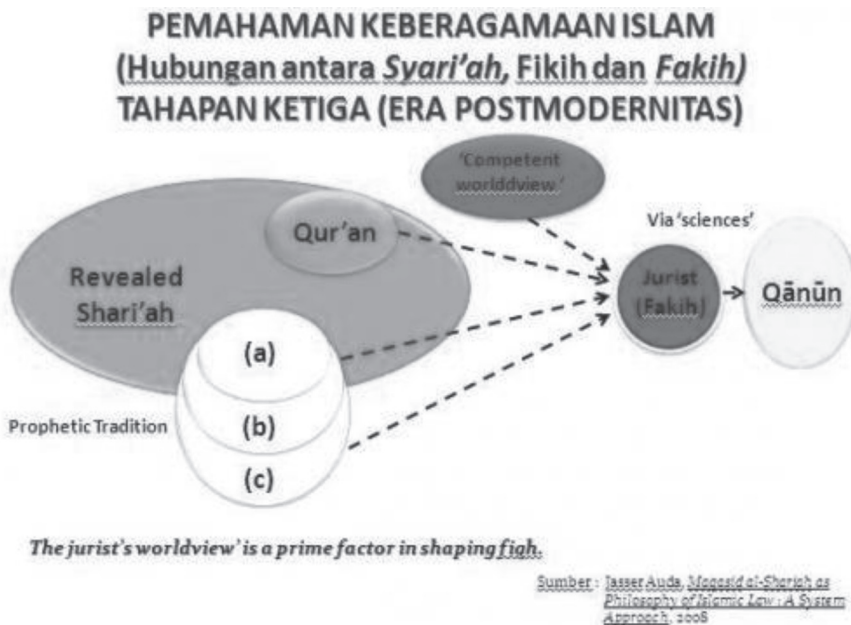 PEMAHAMAN KEBERAGAMAAN ISLAM
(Hubungan antara Syari'ah, Fikih dan Fakih)
TAHAPAN KETIGA (ERA POSTMODERNITAS)
'Competent
worlddview'
Via 'sciences'
Qur'an
Revealed
Shari'ah
Jurist
(Fakih)
Qānūn
(a)
Prophetic Tradition
(b)
(c)
The jurist's worldview' is a prime factor in shaping figh.
Sumber : Jasser Auda, Maqasid al-Shariah as
Philosophy of Islamic Law : A System
Approach, 2008